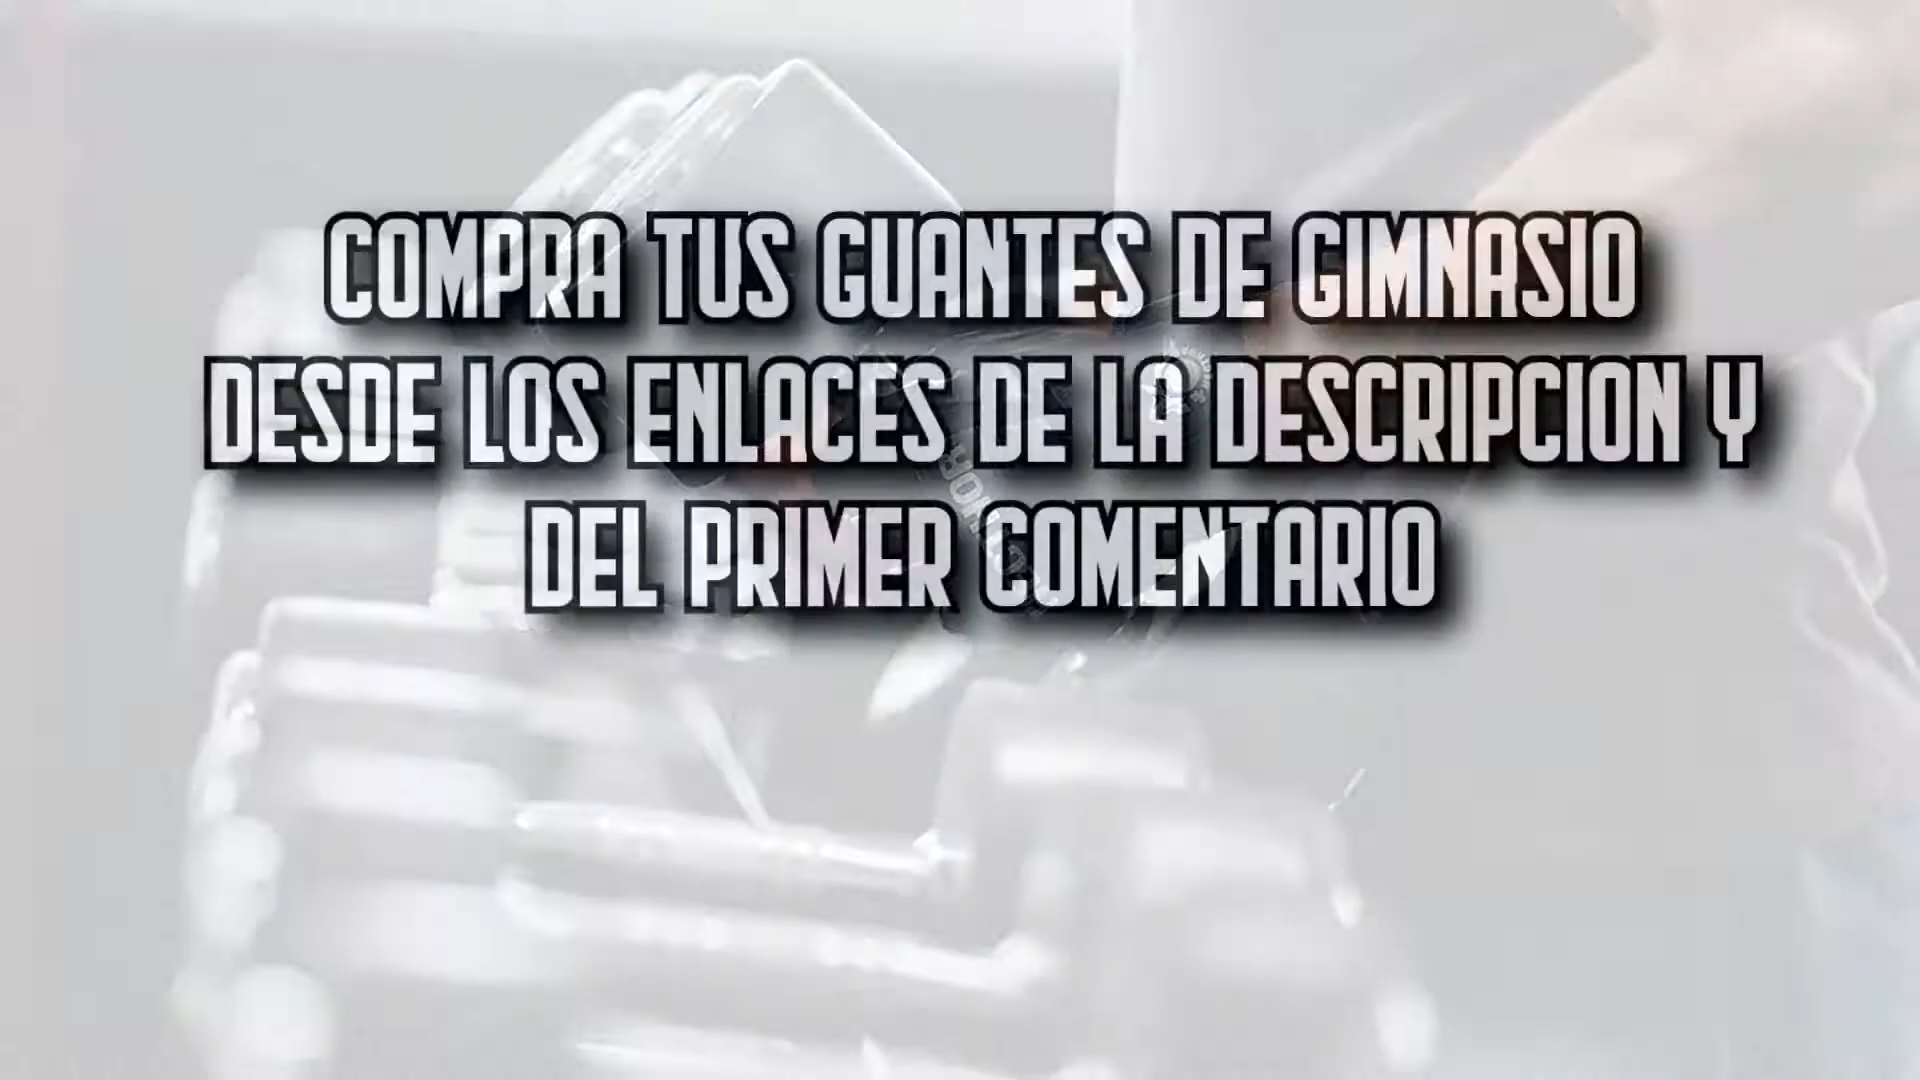 COMPRA TUS GUANTES DE GIMNASIO
DESDE LOS ENLACES DE LA DESCRIPCION Y
DEL PRIMER COMENTARIO